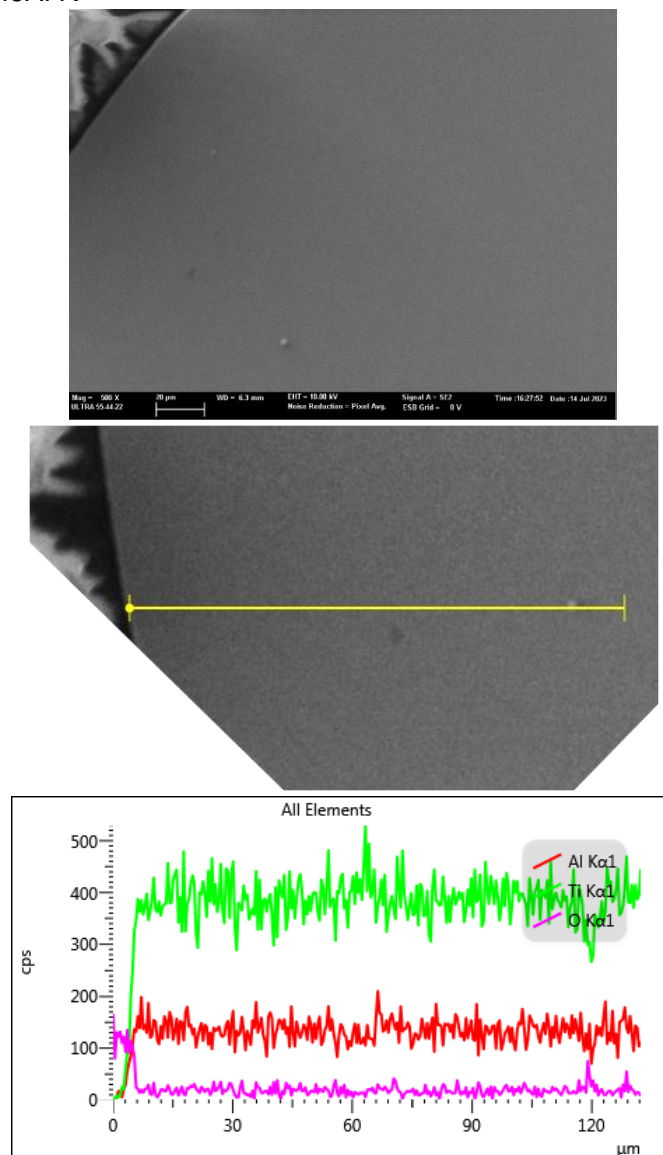 Mag = 500 X 20 µm WD = 6.3 mm EHT = 10.00 kV Signal A = SE2 Time :16:27:52 Date :14 Jul 2023
ULTRA 55-44-22 Noise Reduction = Pixel Avg. ESB Grid = 0 V
All Elements
500
400
300
200
100
0
cps
Al Kα1
Ti Kα1
O Kα1
0 30 60 90 120
µm